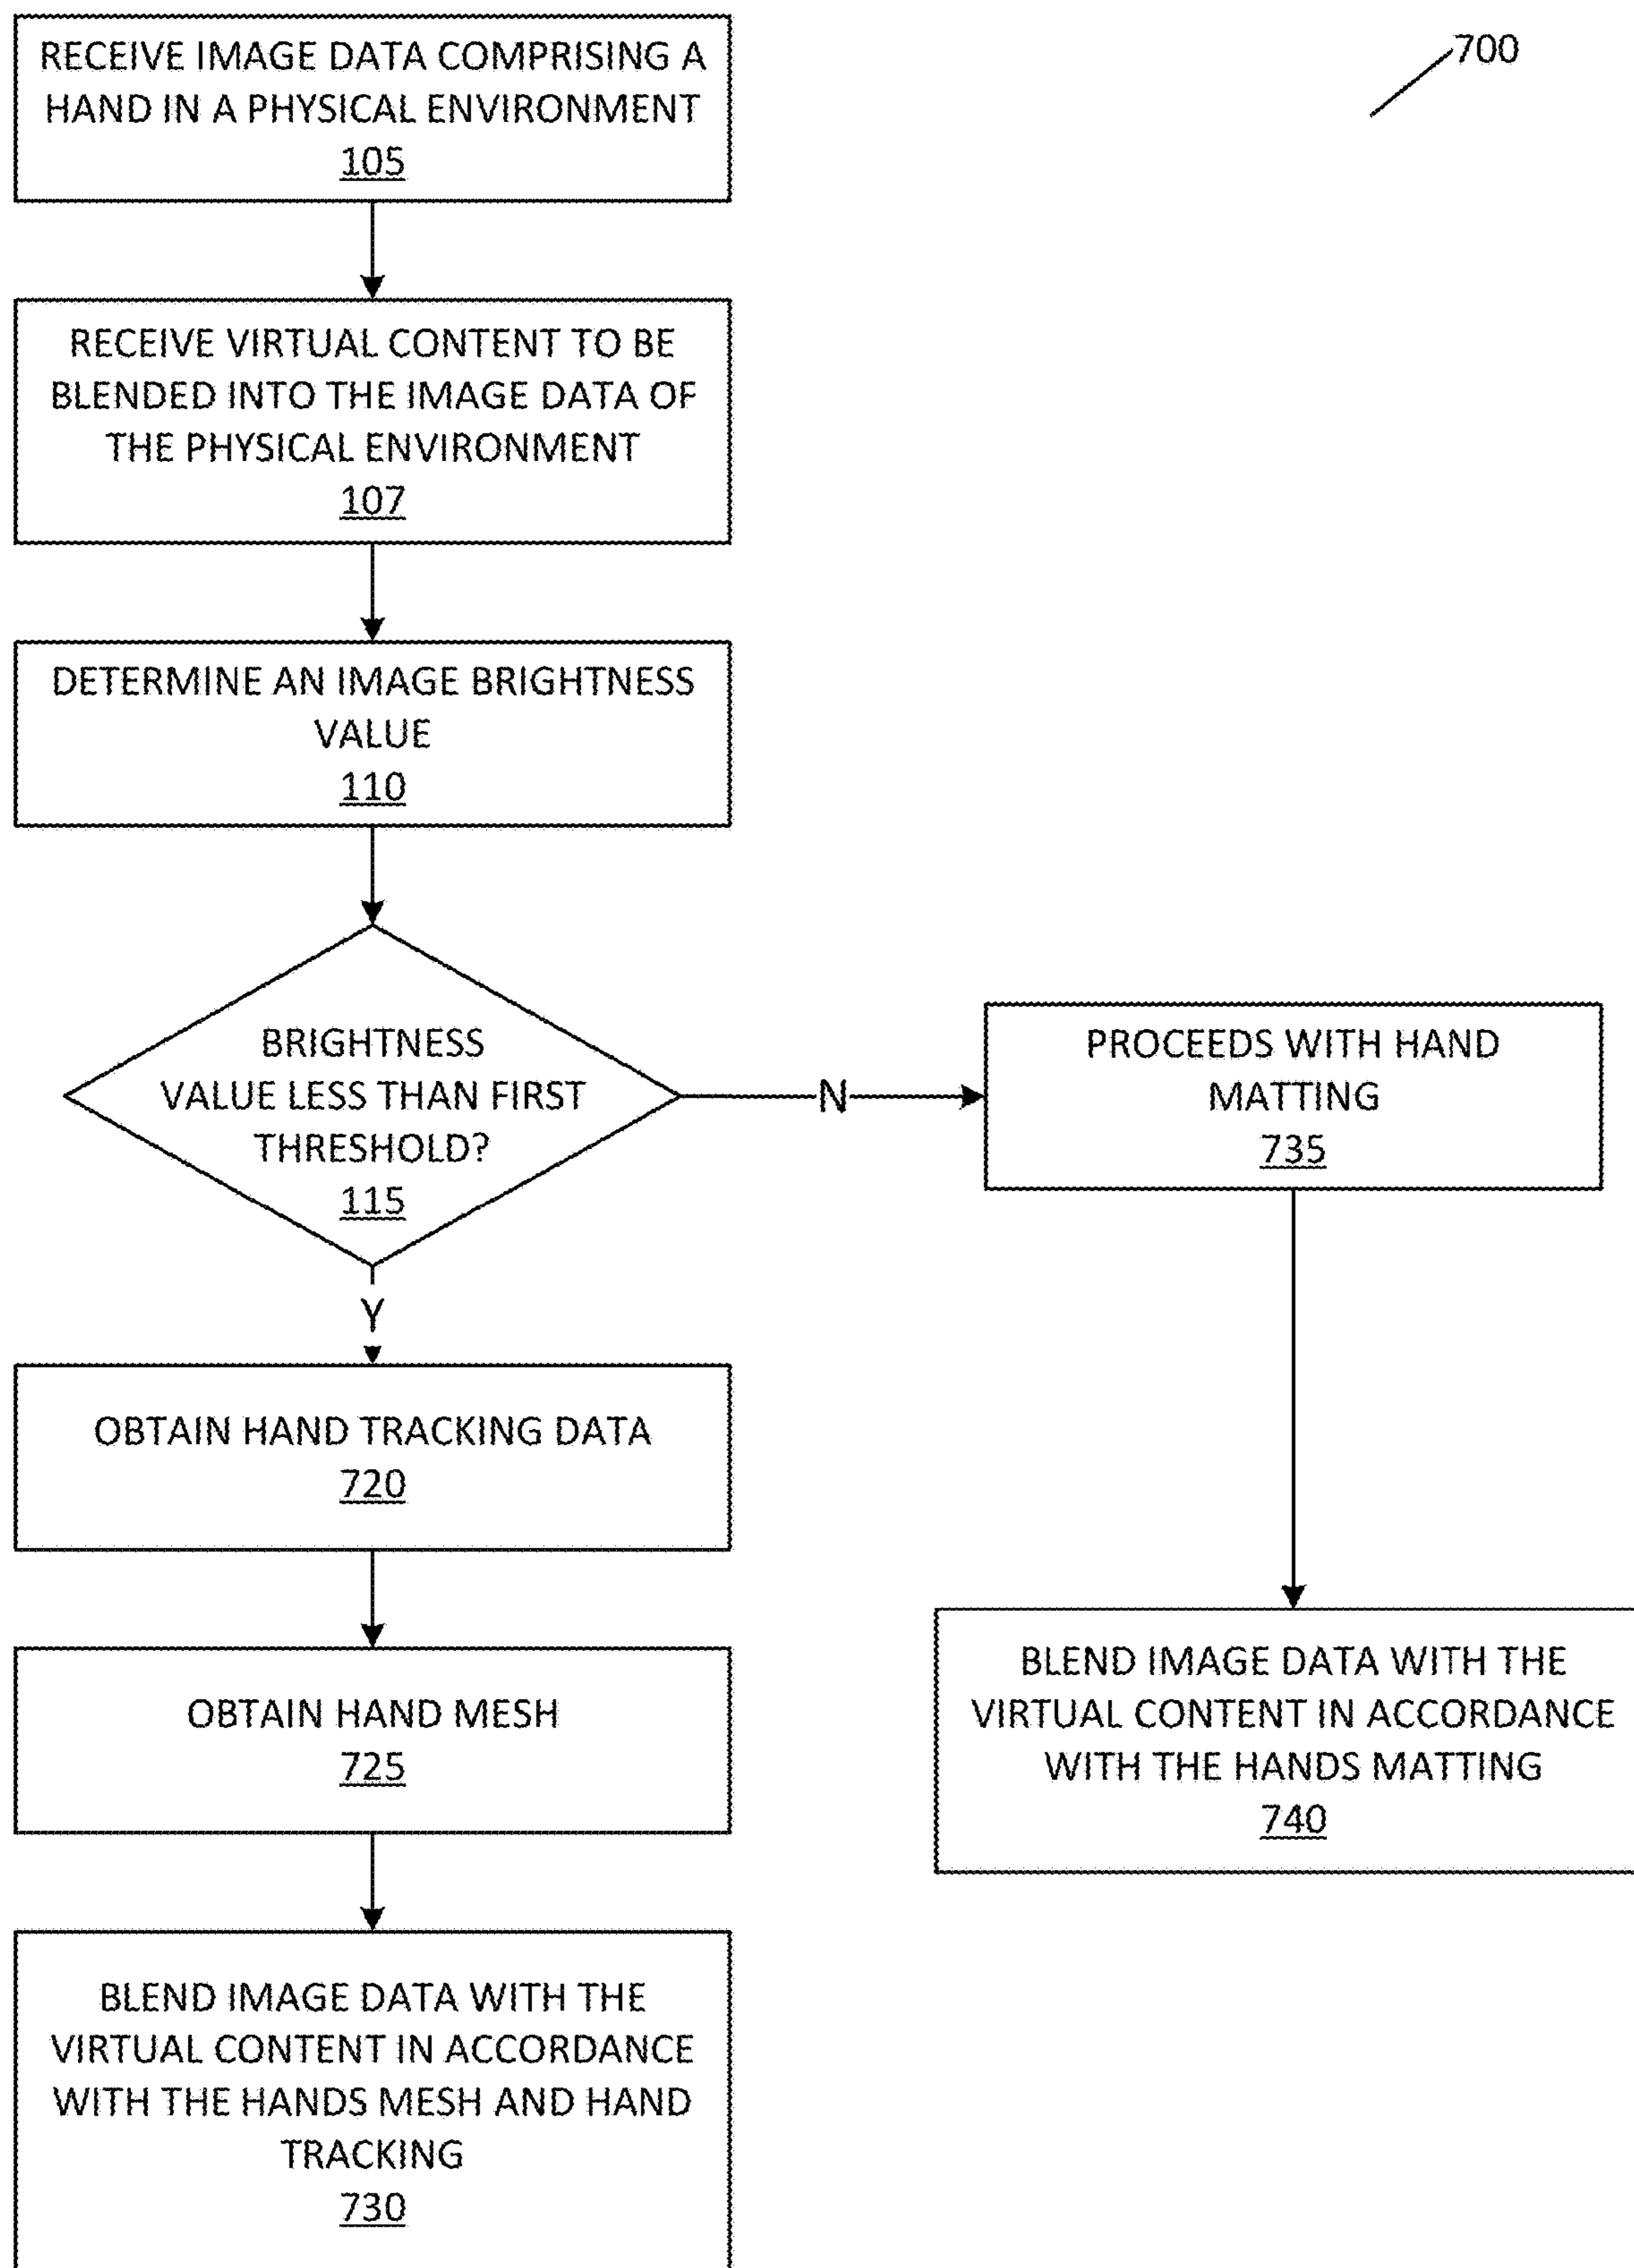 RECEIVE IMAGE DATA COMPRISING A
HAND IN A PHYSICAL ENVIRONMENT
105
700
RECEIVE VIRTUAL CONTENT TO BE
BLENDED INTO THE IMAGE DATA OF
THE PHYSICAL ENVIRONMENT
107
DETERMINE AN IMAGE BRIGHTNESS
VALUE
110
BRIGHTNESS
VALUE LESS THAN FIRST
THRESHOLD?
115
N
PROCEEDS WITH HAND
MATTING
735
Y
OBTAIN HAND TRACKING DATA
720
OBTAIN HAND MESH
725
BLEND IMAGE DATA WITH THE
VIRTUAL CONTENT IN ACCORDANCE
WITH THE HANDS MATTING
740
BLEND IMAGE DATA WITH THE
VIRTUAL CONTENT IN ACCORDANCE
WITH THE HANDS MESH AND HAND
TRACKING
730